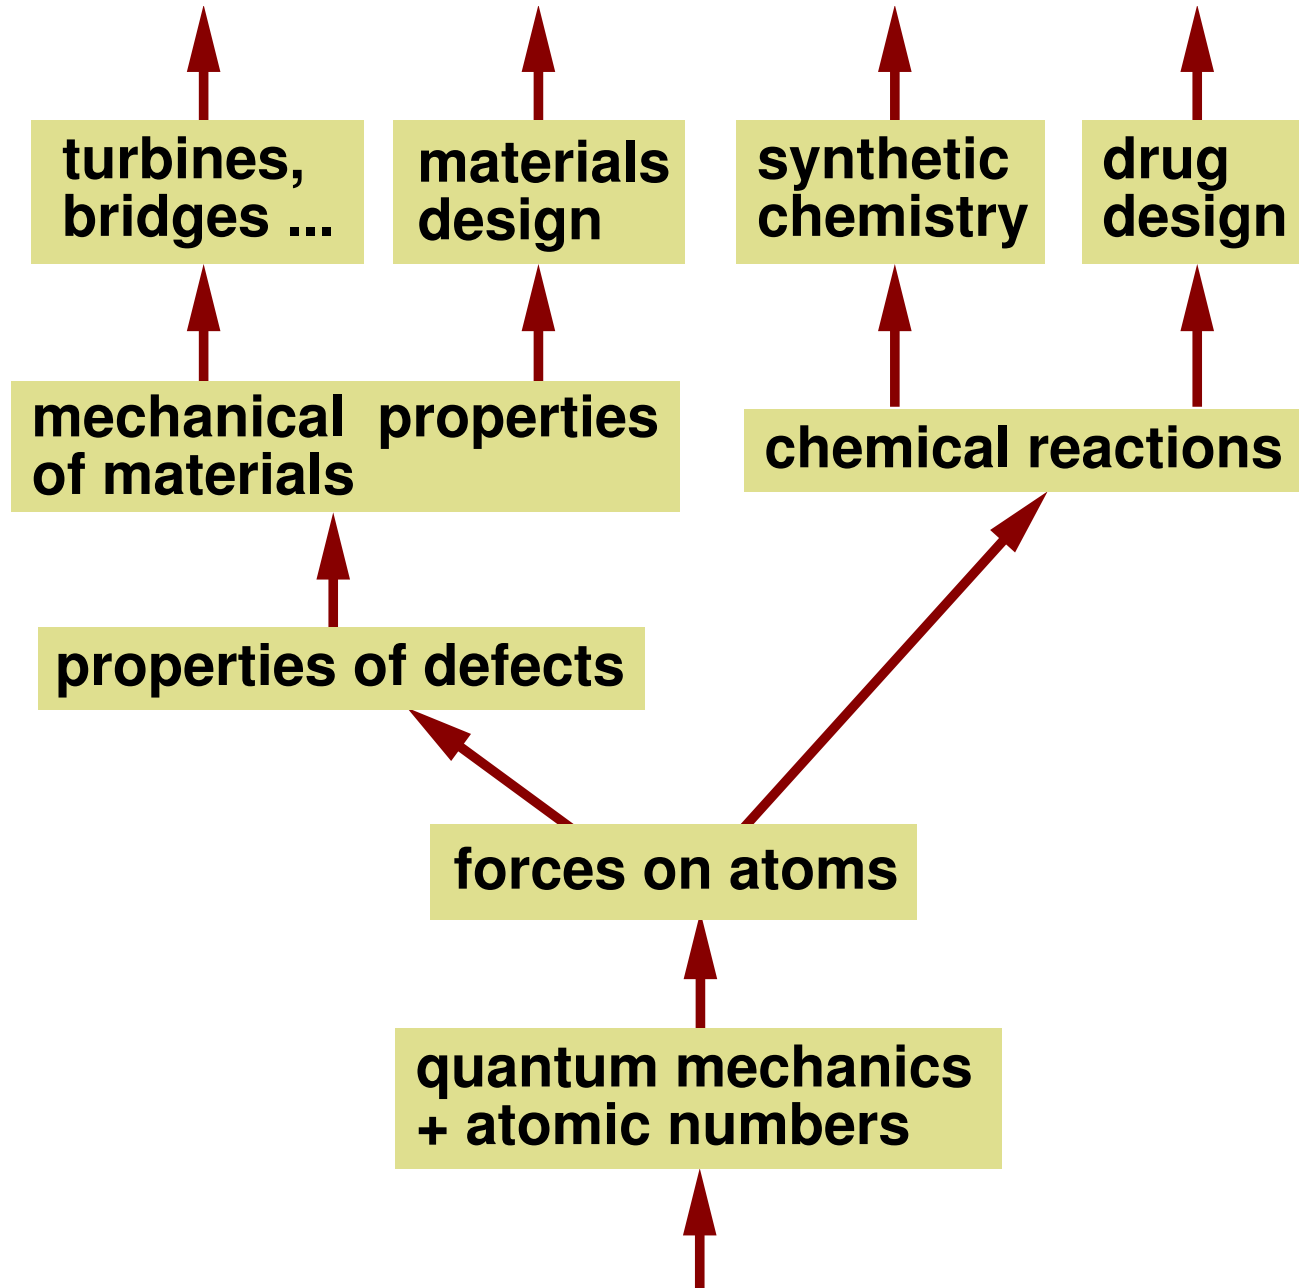 turbines,
bridges ...
materials
design
synthetic
chemistry
drug
design
mechanical properties
of materials
chemical reactions
properties of defects
forces on atoms
quantum mechanics
+ atomic numbers